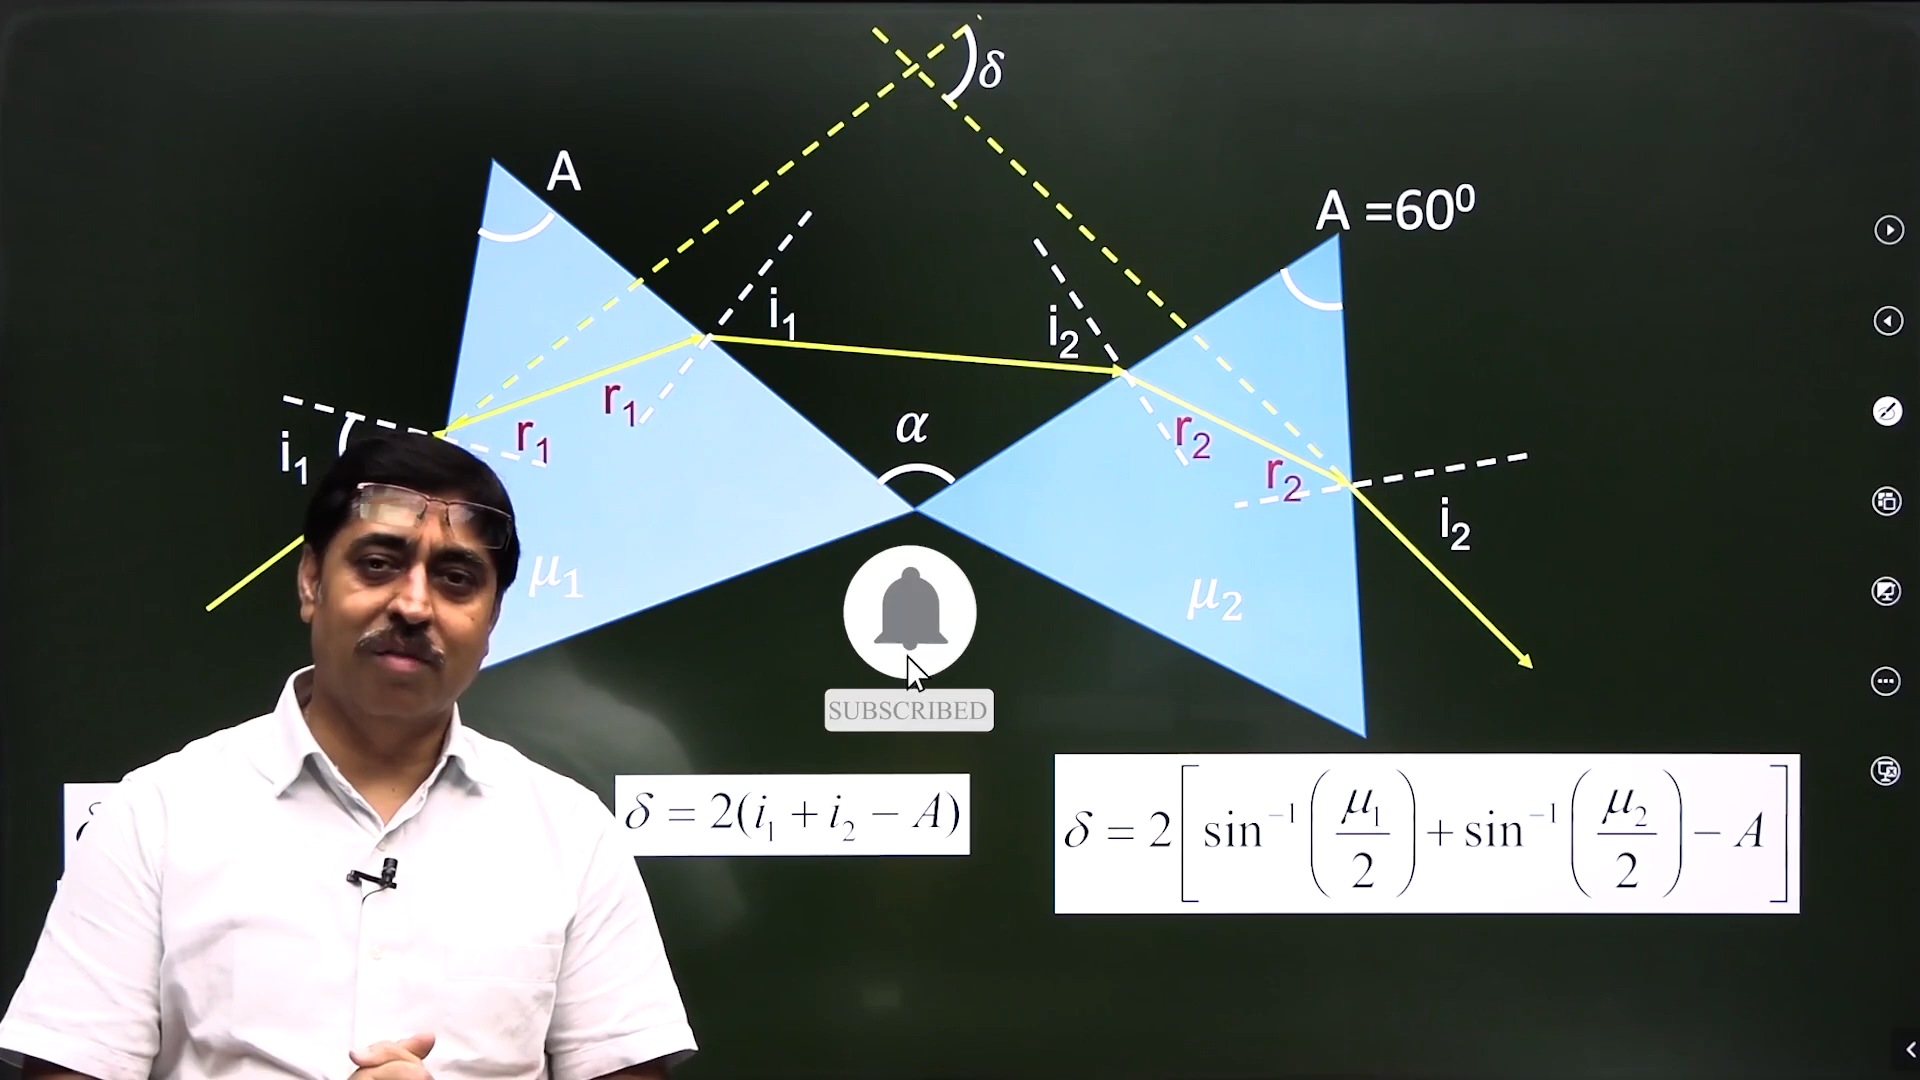 δ
A
A =60⁰
i₁
i₂
r₁
α
r₂
i₁
r₁
r₂
i₂
μ₁
μ₂
SUBSCRIBED
δ = 2(i₁ + i₂ − A)
δ = 2[sin⁻¹(μ₁/2) + sin⁻¹(μ₂/2) − A]